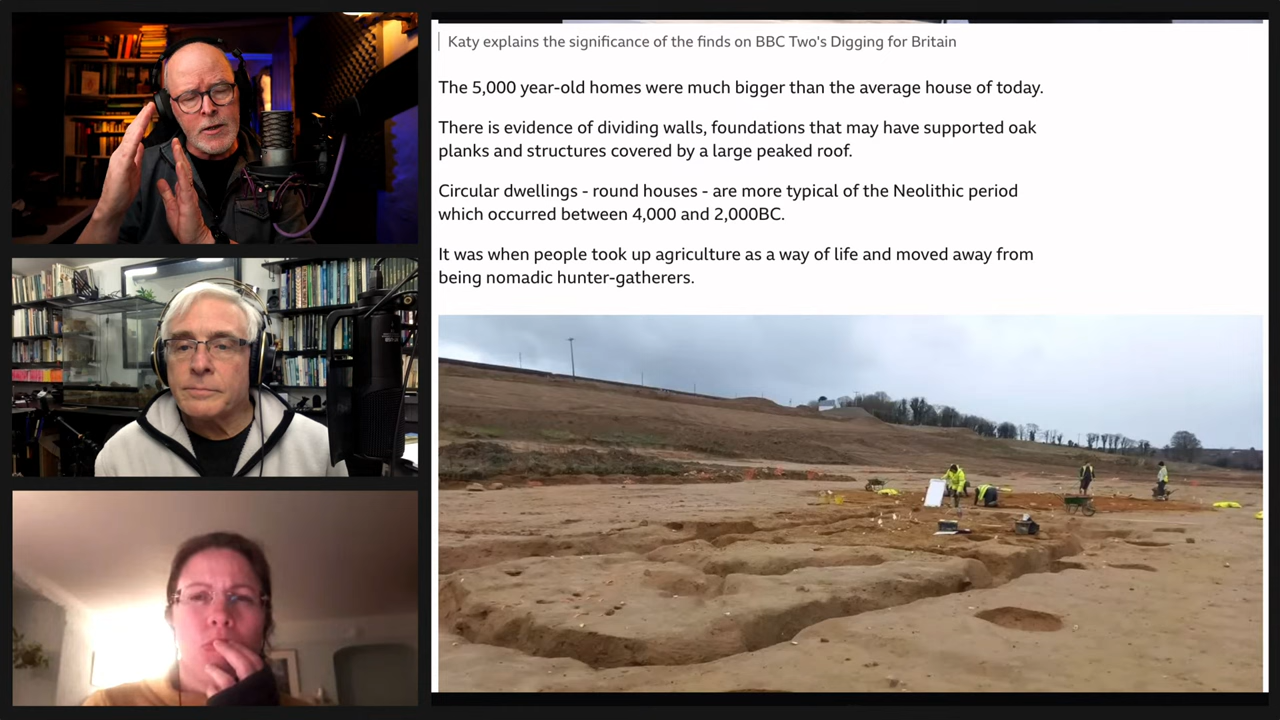 Katy explains the significance of the finds on BBC Two's Digging for Britain
The 5,000 year-old homes were much bigger than the average house of today.
There is evidence of dividing walls, foundations that may have supported oak
planks and structures covered by a large peaked roof.
Circular dwellings - round houses - are more typical of the Neolithic period
which occurred between 4,000 and 2,000BC.
It was when people took up agriculture as a way of life and moved away from
being nomadic hunter-gatherers.